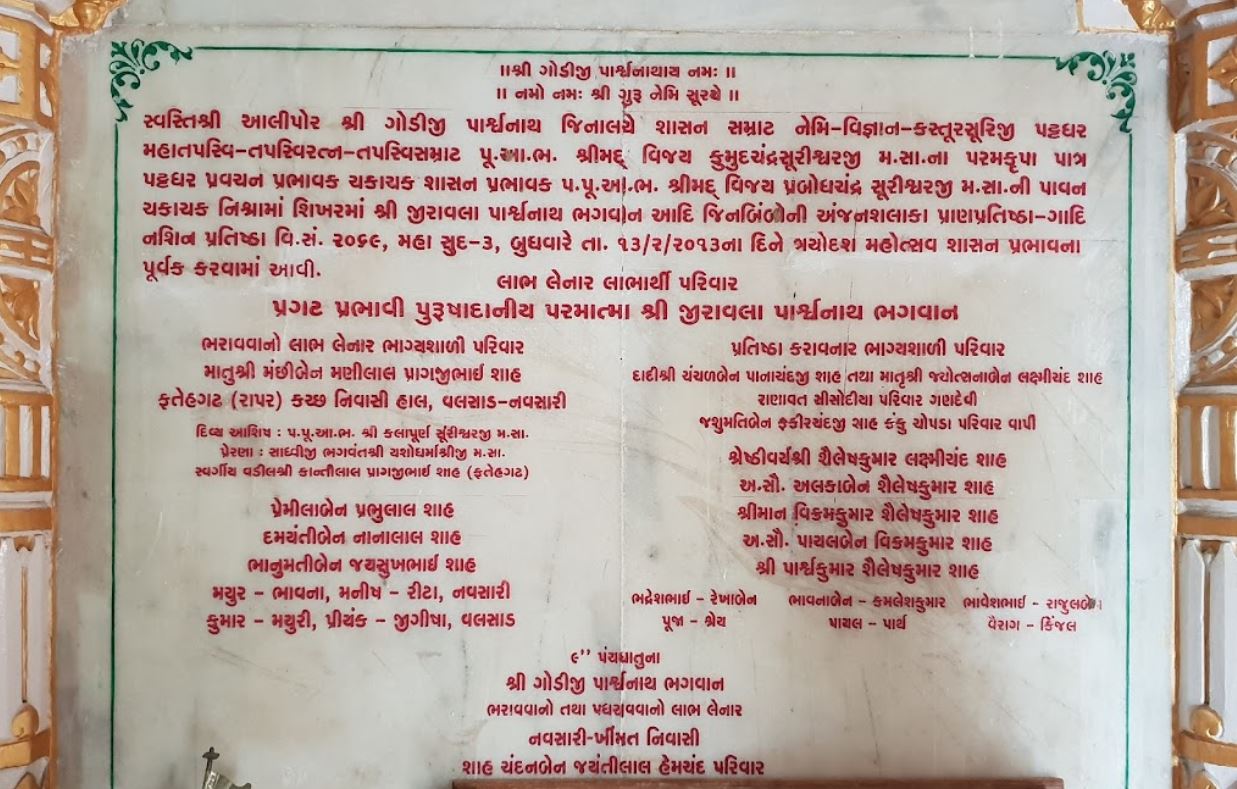 ॥શ્રી ગોડીજી પાર્શ્વનાથાય નમઃ ॥
॥ નમો નમઃ શ્રી ગુરૂ નેમિ સૂરયે ॥
સ્વસ્તિશ્રી આલીપોર શ્રી ગોડીજી પાર્શ્વનાથ જિનાલયે શાસન સમ્રાટ નેમિ-વિજ્ઞાન-કસ્તૂરસૂરિજી પટ્ટધર
મહાતપસ્વિ-તપસ્વિરત્ન-તપસ્વિસમ્રાટ પૂ.આ.ભ. શ્રીમદ્ વિજય કુમુદચંદ્રસૂરીશ્વરજી મ.સા.ના પરમકૃપા પાત્ર
પટ્ટધર પ્રવચન પ્રભાવક ચકાચક શાસન પ્રભાવક પ.પૂ.આ.ભ. શ્રીમદ્ વિજય પ્રબોધચંદ્ર સૂરીશ્વરજી મ.સા.ની પાવન
ચકાચક નિશ્રામાં શિખરમાં શ્રી જીરાવલા પાર્શ્વનાથ ભગવાન આદિ જિનબિંબોની અંજનશલાકા પ્રાણપ્રતિષ્ઠા-ગાદિ
નશિન પ્રતિષ્ઠા વિ.સં. ૨૦૬૯, મહા સુદ-૩, બુધવારે તા. ૧૩/૨/૨૦૧૩ના દિને ત્રયોદશ મહોત્સવ શાસન પ્રભાવના
પૂર્વક કરવામાં આવી.
લાભ લેનાર લાભાર્થી પરિવાર
પ્રગટ પ્રભાવી પુરૂષાદાનીય પરમાત્મા શ્રી જીરાવલા પાર્શ્વનાથ ભગવાન
ભરાવવાનો લાભ લેનાર ભાગ્યશાળી પરિવાર
માતુશ્રી મંછીબેન મણીલાલ પ્રાગજીભાઈ શાહ
ફતેહગઢ (રાપર) કચ્છ નિવાસી હાલ, વલસાડ-નવસારી
દિવ્ય આશિષ : પ.પૂ.આ.ભ. શ્રી કલાપૂર્ણ સૂરીશ્વરજી મ.સા.
પ્રેરણા : સાધ્વીજી ભગવંતશ્રી યશોધર્માશ્રીજી મ.સા.
સ્વર્ગીય વડીલશ્રી કાન્તીલાલ પ્રાગજીભાઈ શાહ (ફતેહગઢ)
પ્રેમીલાબેન પ્રભુલાલ શાહ
દમયંતીબેન નાનાલાલ શાહ
ભાનુમતીબેન જયસુખભાઈ શાહ
મયુર - ભાવના, મનીષ - રીટા, નવસારી
કુમાર - મયુરી, પ્રીયંક - જીગીષા, વલસાડ
પ્રતિષ્ઠા કરાવનાર ભાગ્યશાળી પરિવાર
દાદીશ્રી ચંચળબેન પાનાચંદજી શાહ તથા માતૃશ્રી જ્યોત્સનાબેન લક્ષ્મીચંદ શાહ
રાણાવત સીસોદીયા પરિવાર ગણદેવી
જશુમતિબેન ફકીરચંદજી શાહ કંકુ ચોપડા પરિવાર વાપી
શ્રેષ્ઠીવર્યશ્રી શૈલેષકુમાર લક્ષ્મીચંદ શાહ
અ.સૌ. અલકાબેન શૈલેષકુમાર શાહ
શ્રીમાન વિક્રમકુમાર શૈલેષકુમાર શાહ
અ.સૌ. પાયલબેન વિક્રમકુમાર શાહ
શ્રી પાર્શ્વકુમાર શૈલેષકુમાર શાહ
ભદ્રેશભાઈ - રેખાબેન ભાવનાબેન - કમલેશકુમાર ભાવેશભાઈ - રાજુલબેન
પૂજા - શ્રેય પાયલ - પાર્થ વૈરાગ - કિંજલ
૯’’ પંચધાતુના
શ્રી ગોડીજી પાર્શ્વનાથ ભગવાન
ભરાવવાનો તથા પધરાવવાનો લાભ લેનાર
નવસારી-ખીંમત નિવાસી
શાહ ચંદનબેન જયંતીલાલ હેમચંદ પરિવાર